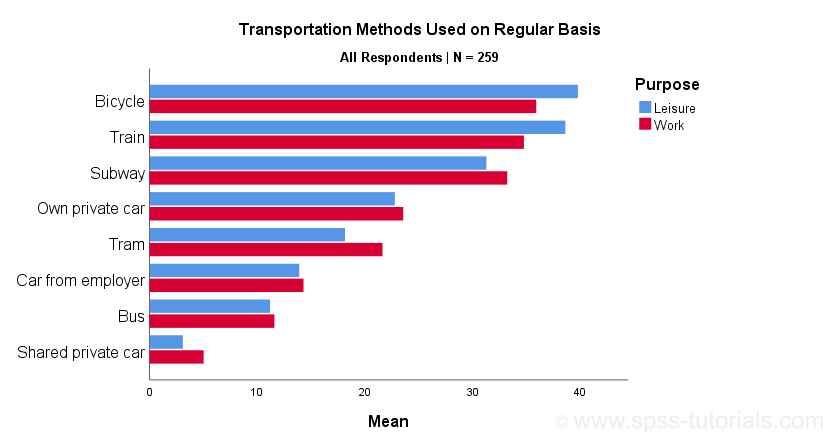 Transportation Methods Used on Regular Basis
All Respondents | N = 259
Purpose
Leisure
Work
Bicycle
Train
Subway
Own private car
Tram
Car from employer
Bus
Shared private car
0 10 20 30 40
Mean
© www.spss-tutorials.com